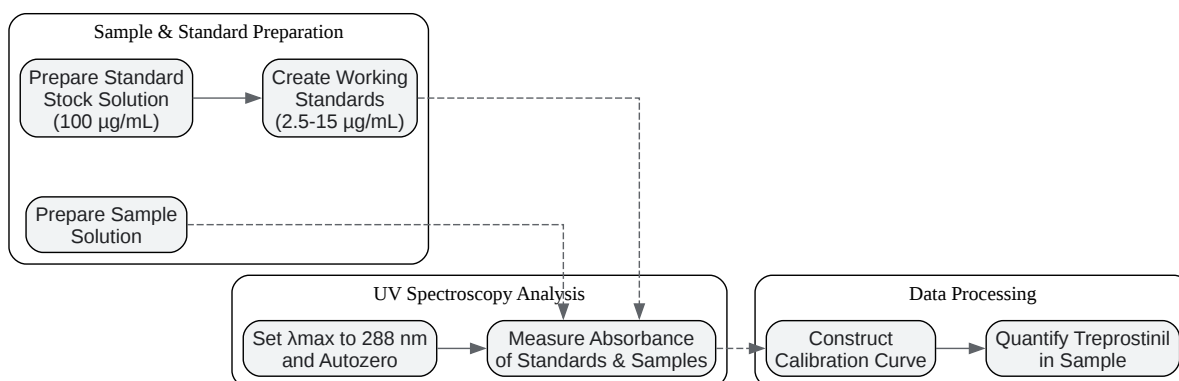 Sample & Standard Preparation
Prepare Standard
Stock Solution
(100 µg/mL)
Create Working
Standards
(2.5-15 µg/mL)
Prepare Sample
Solution
UV Spectroscopy Analysis
Set λmax to 288 nm
and Autozero
Measure Absorbance
of Standards & Samples
Data Processing
Construct
Calibration Curve
Quantify Treprostinil
in Sample